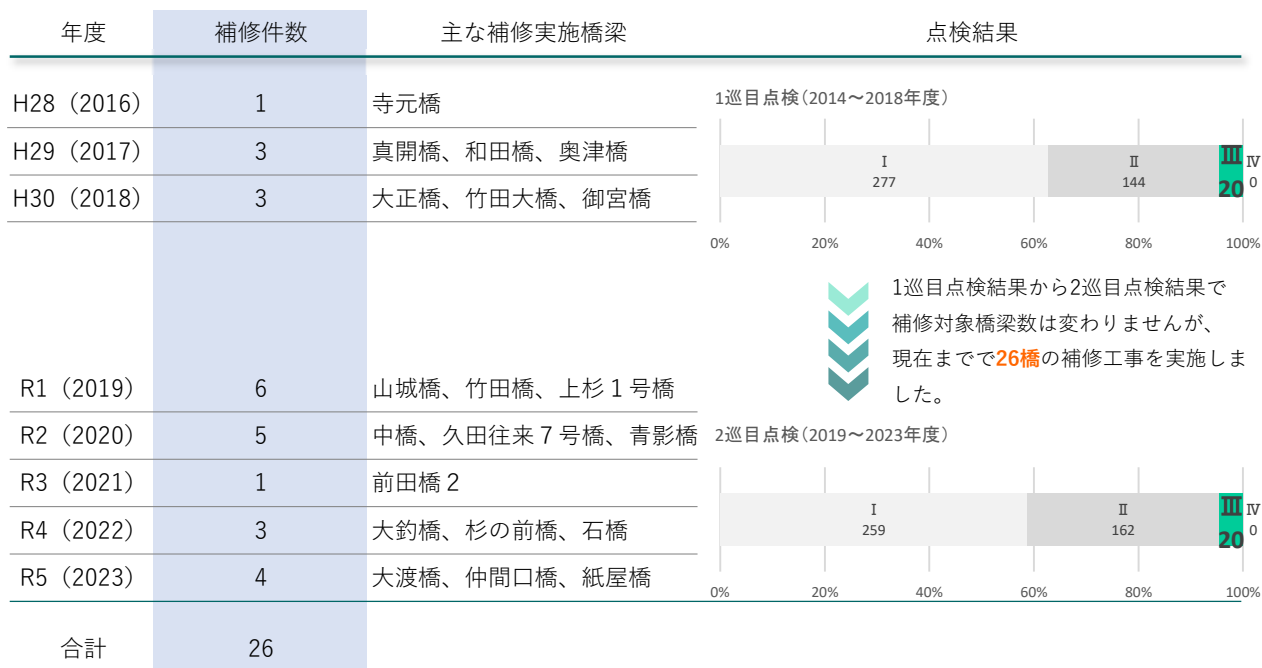 年度 補修件数 主な補修実施橋梁 点検結果
H28（2016） 1 寺元橋
H29（2017） 3 真開橋、和田橋、奥津橋
H30（2018） 3 大正橋、竹田大橋、御宮橋
1巡目点検（2014～2018年度）
Ⅰ 277
Ⅱ 144
Ⅲ 20
Ⅳ 0
0% 20% 40% 60% 80% 100%
1巡目点検結果から2巡目点検結果で
補修対象橋梁数は変わりませんが、
現在までで26橋の補修工事を実施しま
した。
R1（2019） 6 山城橋、竹田橋、上杉１号橋
R2（2020） 5 中橋、久田往来７号橋、青影橋
R3（2021） 1 前田橋２
R4（2022） 3 大釣橋、杉の前橋、石橋
R5（2023） 4 大渡橋、仲間口橋、紙屋橋
2巡目点検（2019～2023年度）
Ⅰ 259
Ⅱ 162
Ⅲ 20
Ⅳ 0
0% 20% 40% 60% 80% 100%
合計 26